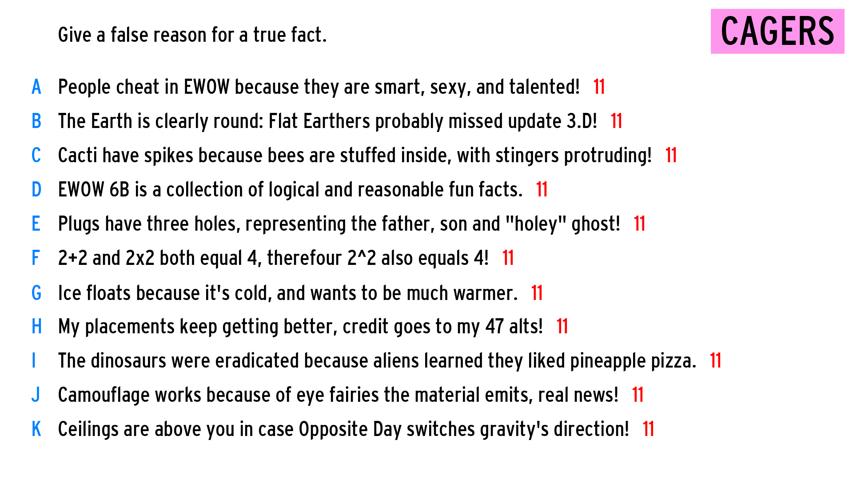 Give a false reason for a true fact.
CAGERS
A People cheat in EWOW because they are smart, sexy, and talented! 11
B The Earth is clearly round: Flat Earthers probably missed update 3.D! 11
C Cacti have spikes because bees are stuffed inside, with stingers protruding! 11
D EWOW 6B is a collection of logical and reasonable fun facts. 11
E Plugs have three holes, representing the father, son and "holey" ghost! 11
F 2+2 and 2x2 both equal 4, therefour 2^2 also equals 4! 11
G Ice floats because it's cold, and wants to be much warmer. 11
H My placements keep getting better, credit goes to my 47 alts! 11
I The dinosaurs were eradicated because aliens learned they liked pineapple pizza. 11
J Camouflage works because of eye fairies the material emits, real news! 11
K Ceilings are above you in case Opposite Day switches gravity's direction! 11